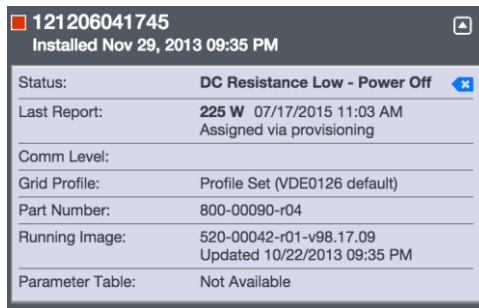 121206041745
Installed Nov 29, 2013 09:35 PM
Status: DC Resistance Low - Power Off
Last Report: 225 W 07/17/2015 11:03 AM
Assigned via provisioning
Comm Level:
Grid Profile: Profile Set (VDE0126 default)
Part Number: 800-00090-r04
Running Image: 520-00042-r01-v98.17.09
Updated 10/22/2013 09:35 PM
Parameter Table: Not Available